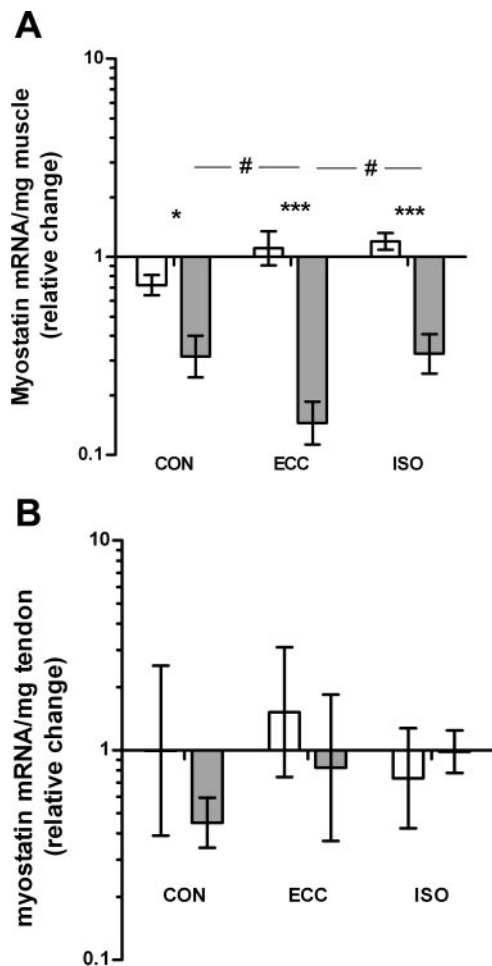 A
Myostatin mRNA/mg muscle
(relative change)
10
# #
* *** ***
1
0.1
CON ECC ISO
B
myostatin mRNA/mg tendon
(relative change)
10
1
CON ECC ISO
0.1